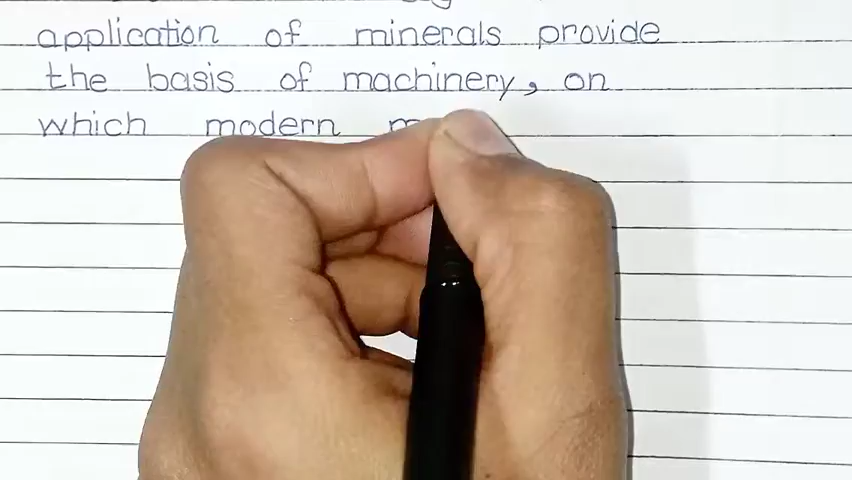 application of minerals provide
the basis of machinery, on
which modern m